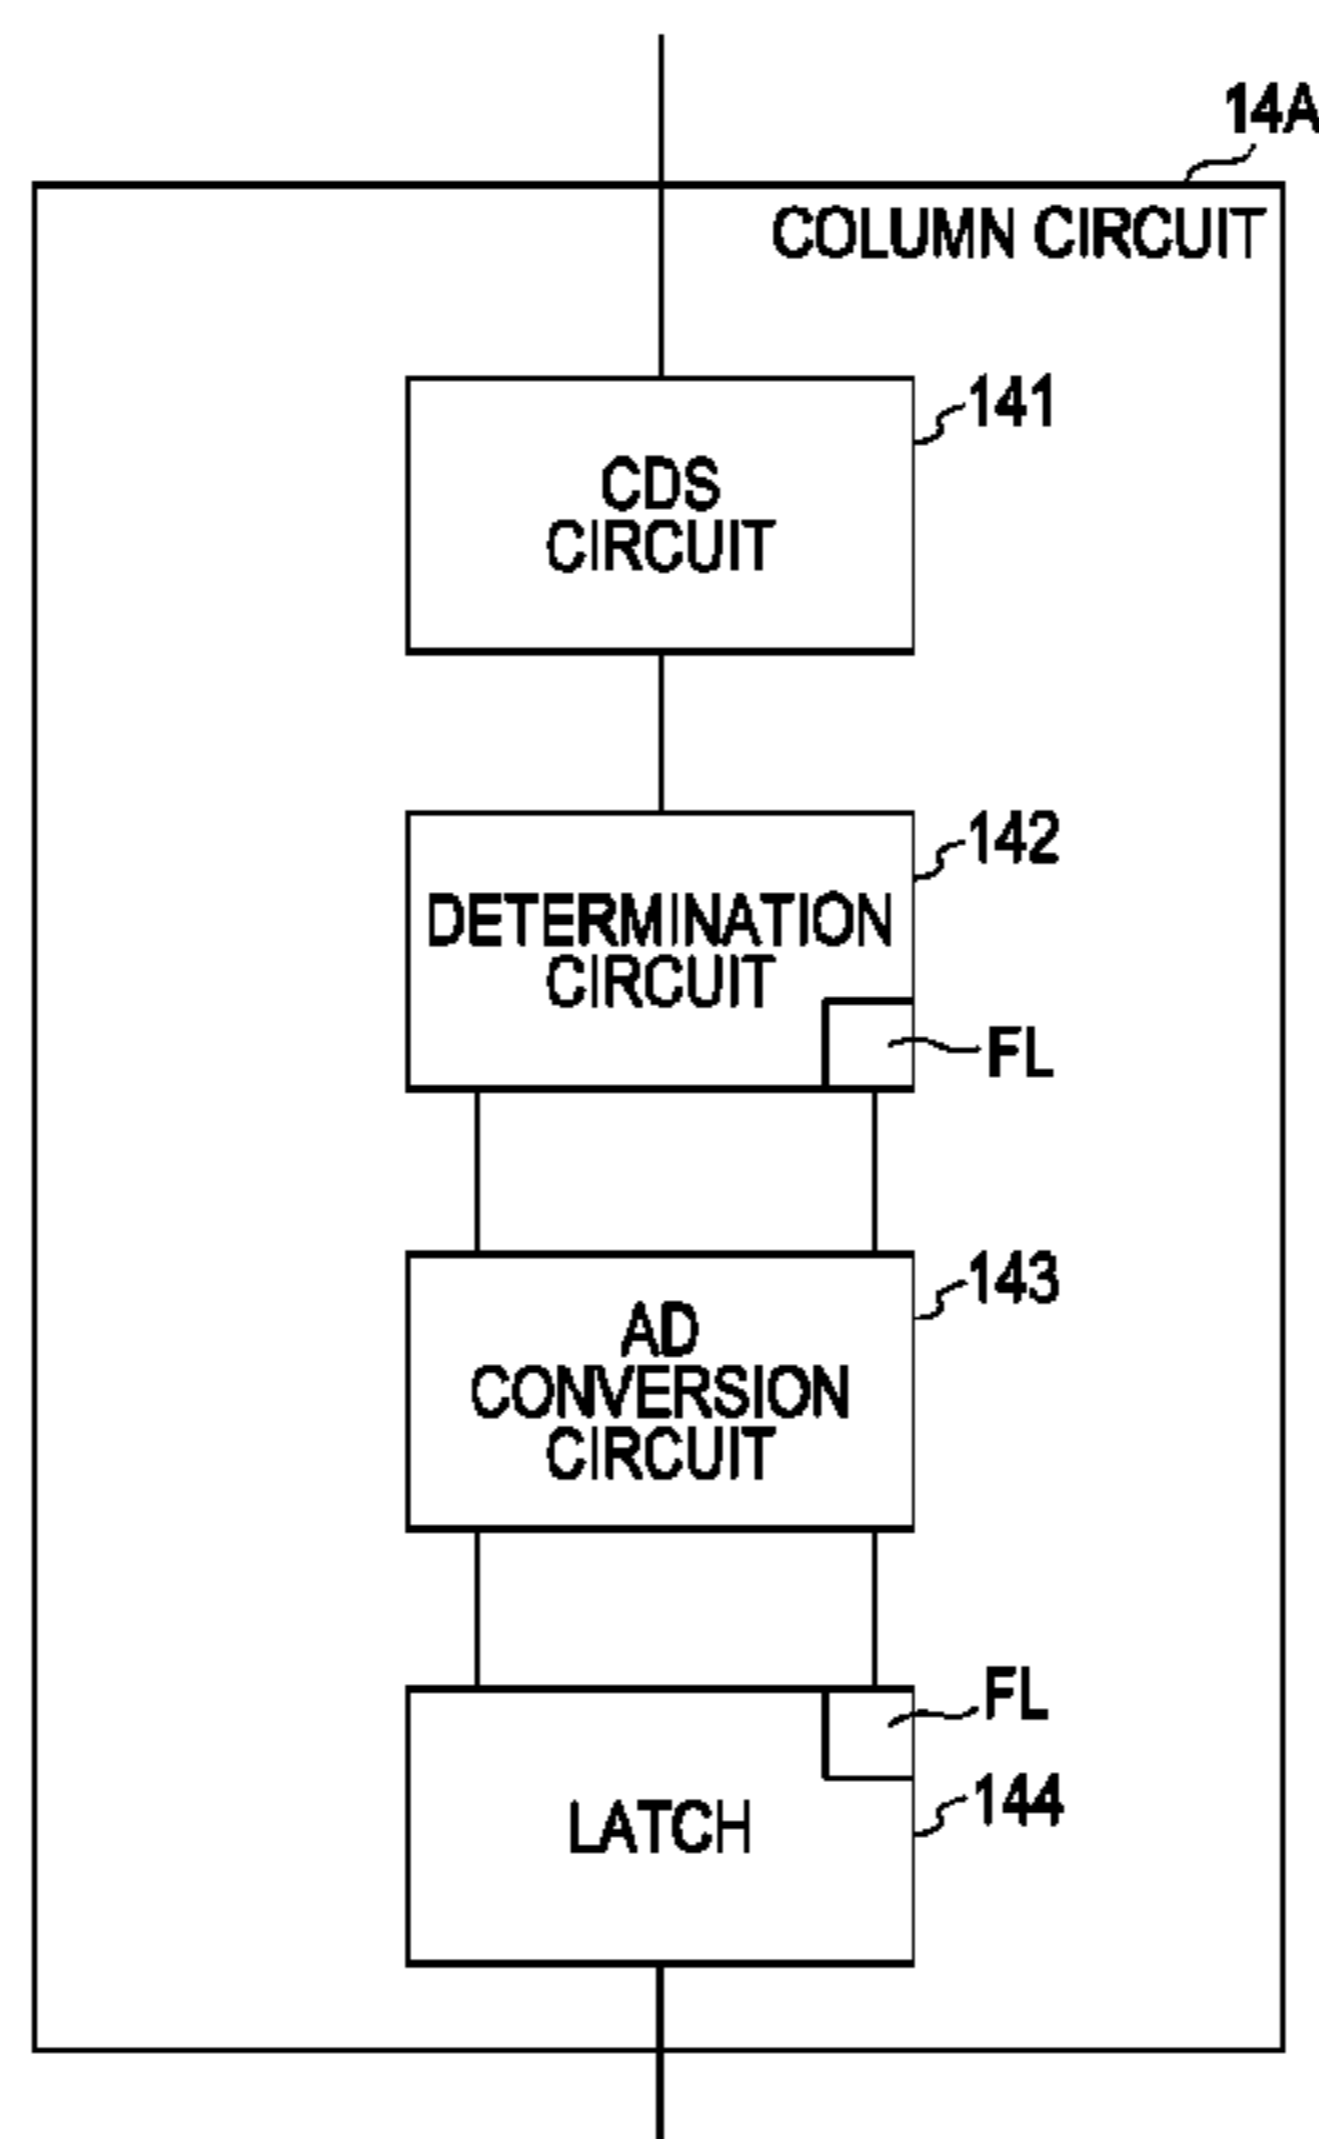 14A
COLUMN CIRCUIT
141
CDS
CIRCUIT
142
DETERMINATION
CIRCUIT
FL
143
AD
CONVERSION
CIRCUIT
FL
144
LATCH